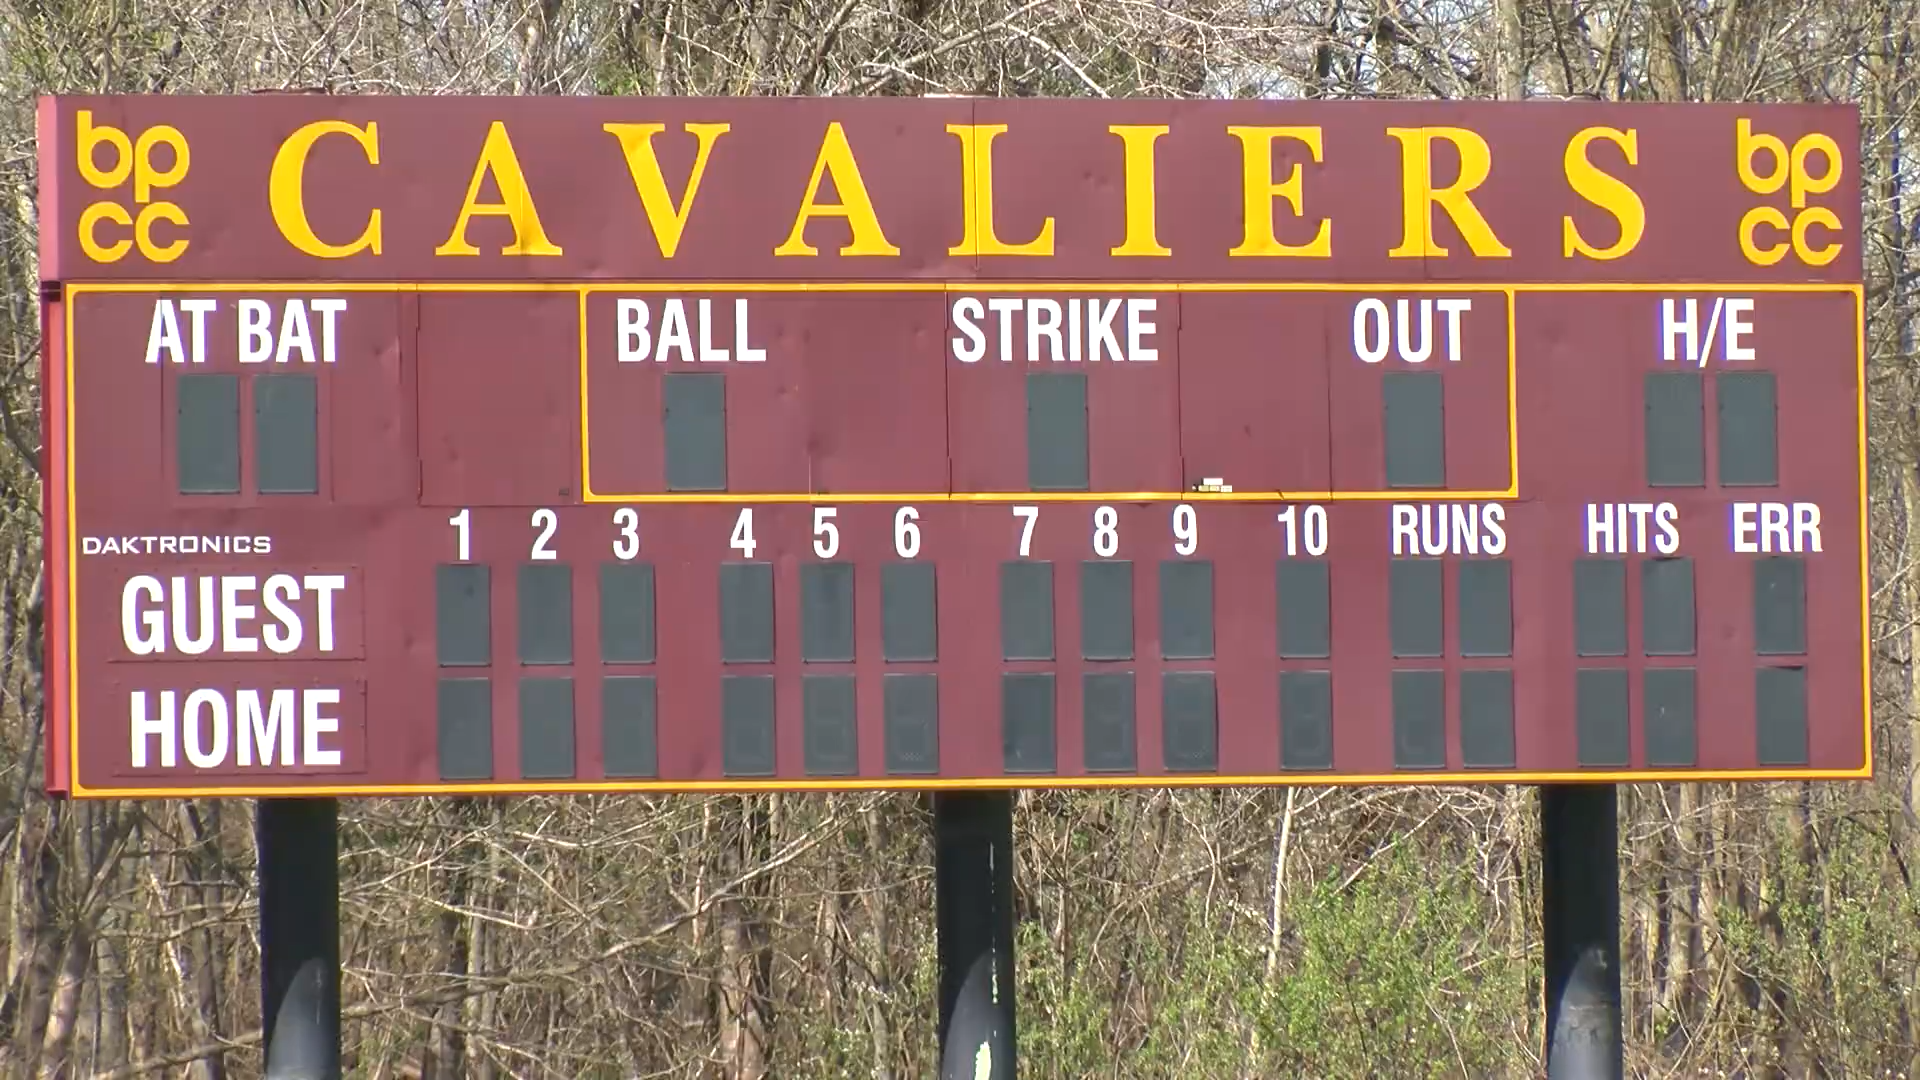 bp
cc
CAVALIERS
bp
cc
AT BAT
BALL
STRIKE
OUT
H/E
1 2 3 4 5 6 7 8 9 10 RUNS HITS ERR
DAKTRONICS
GUEST
HOME